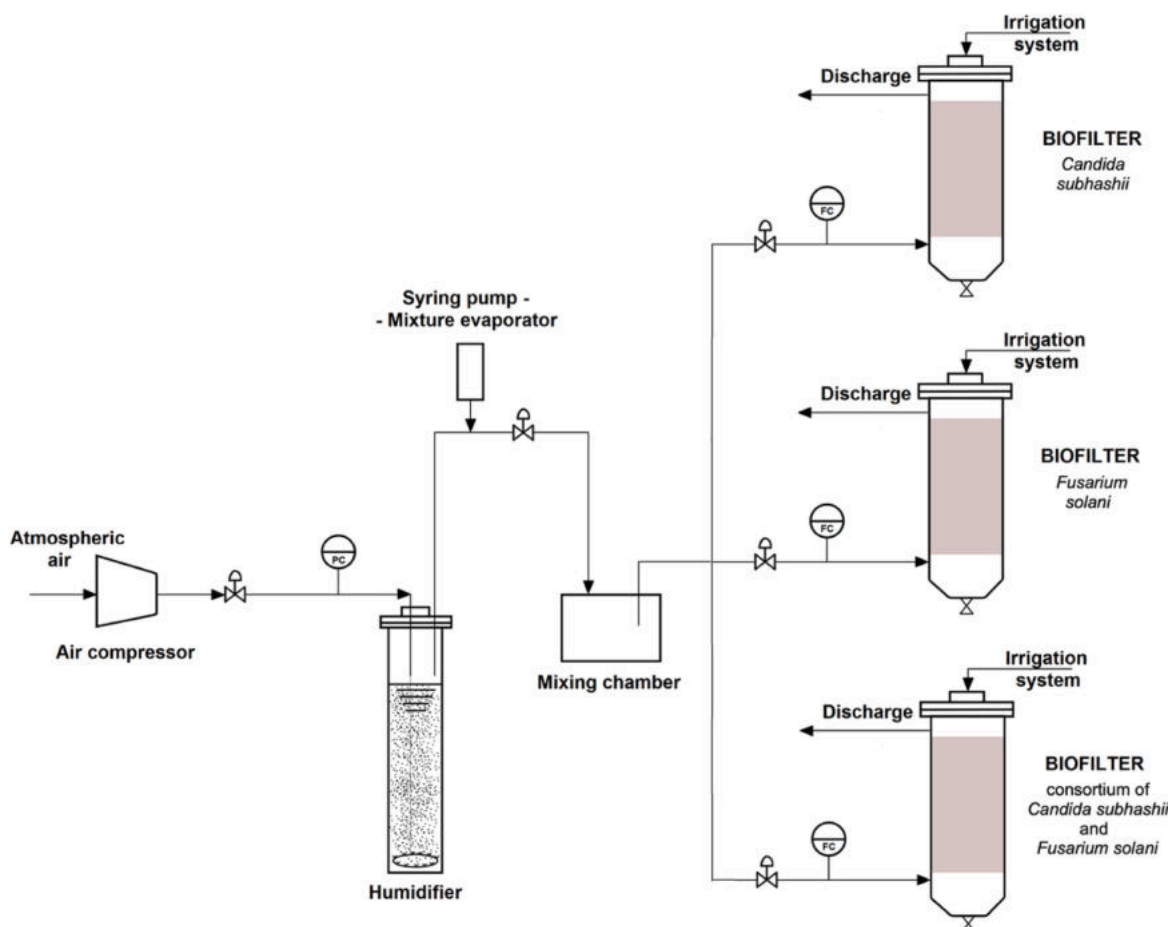 Irrigation
system
Discharge
BIOFILTER
Candida
subhashii
FC
Syring pump -
- Mixture evaporator
Irrigation
system
Discharge
BIOFILTER
Fusarium
solani
FC
Atmospheric
air
PC
Air compressor
Mixing chamber
Irrigation
system
Discharge
BIOFILTER
consortium of
Candida subhashii
and
Fusarium solani
FC
Humidifier